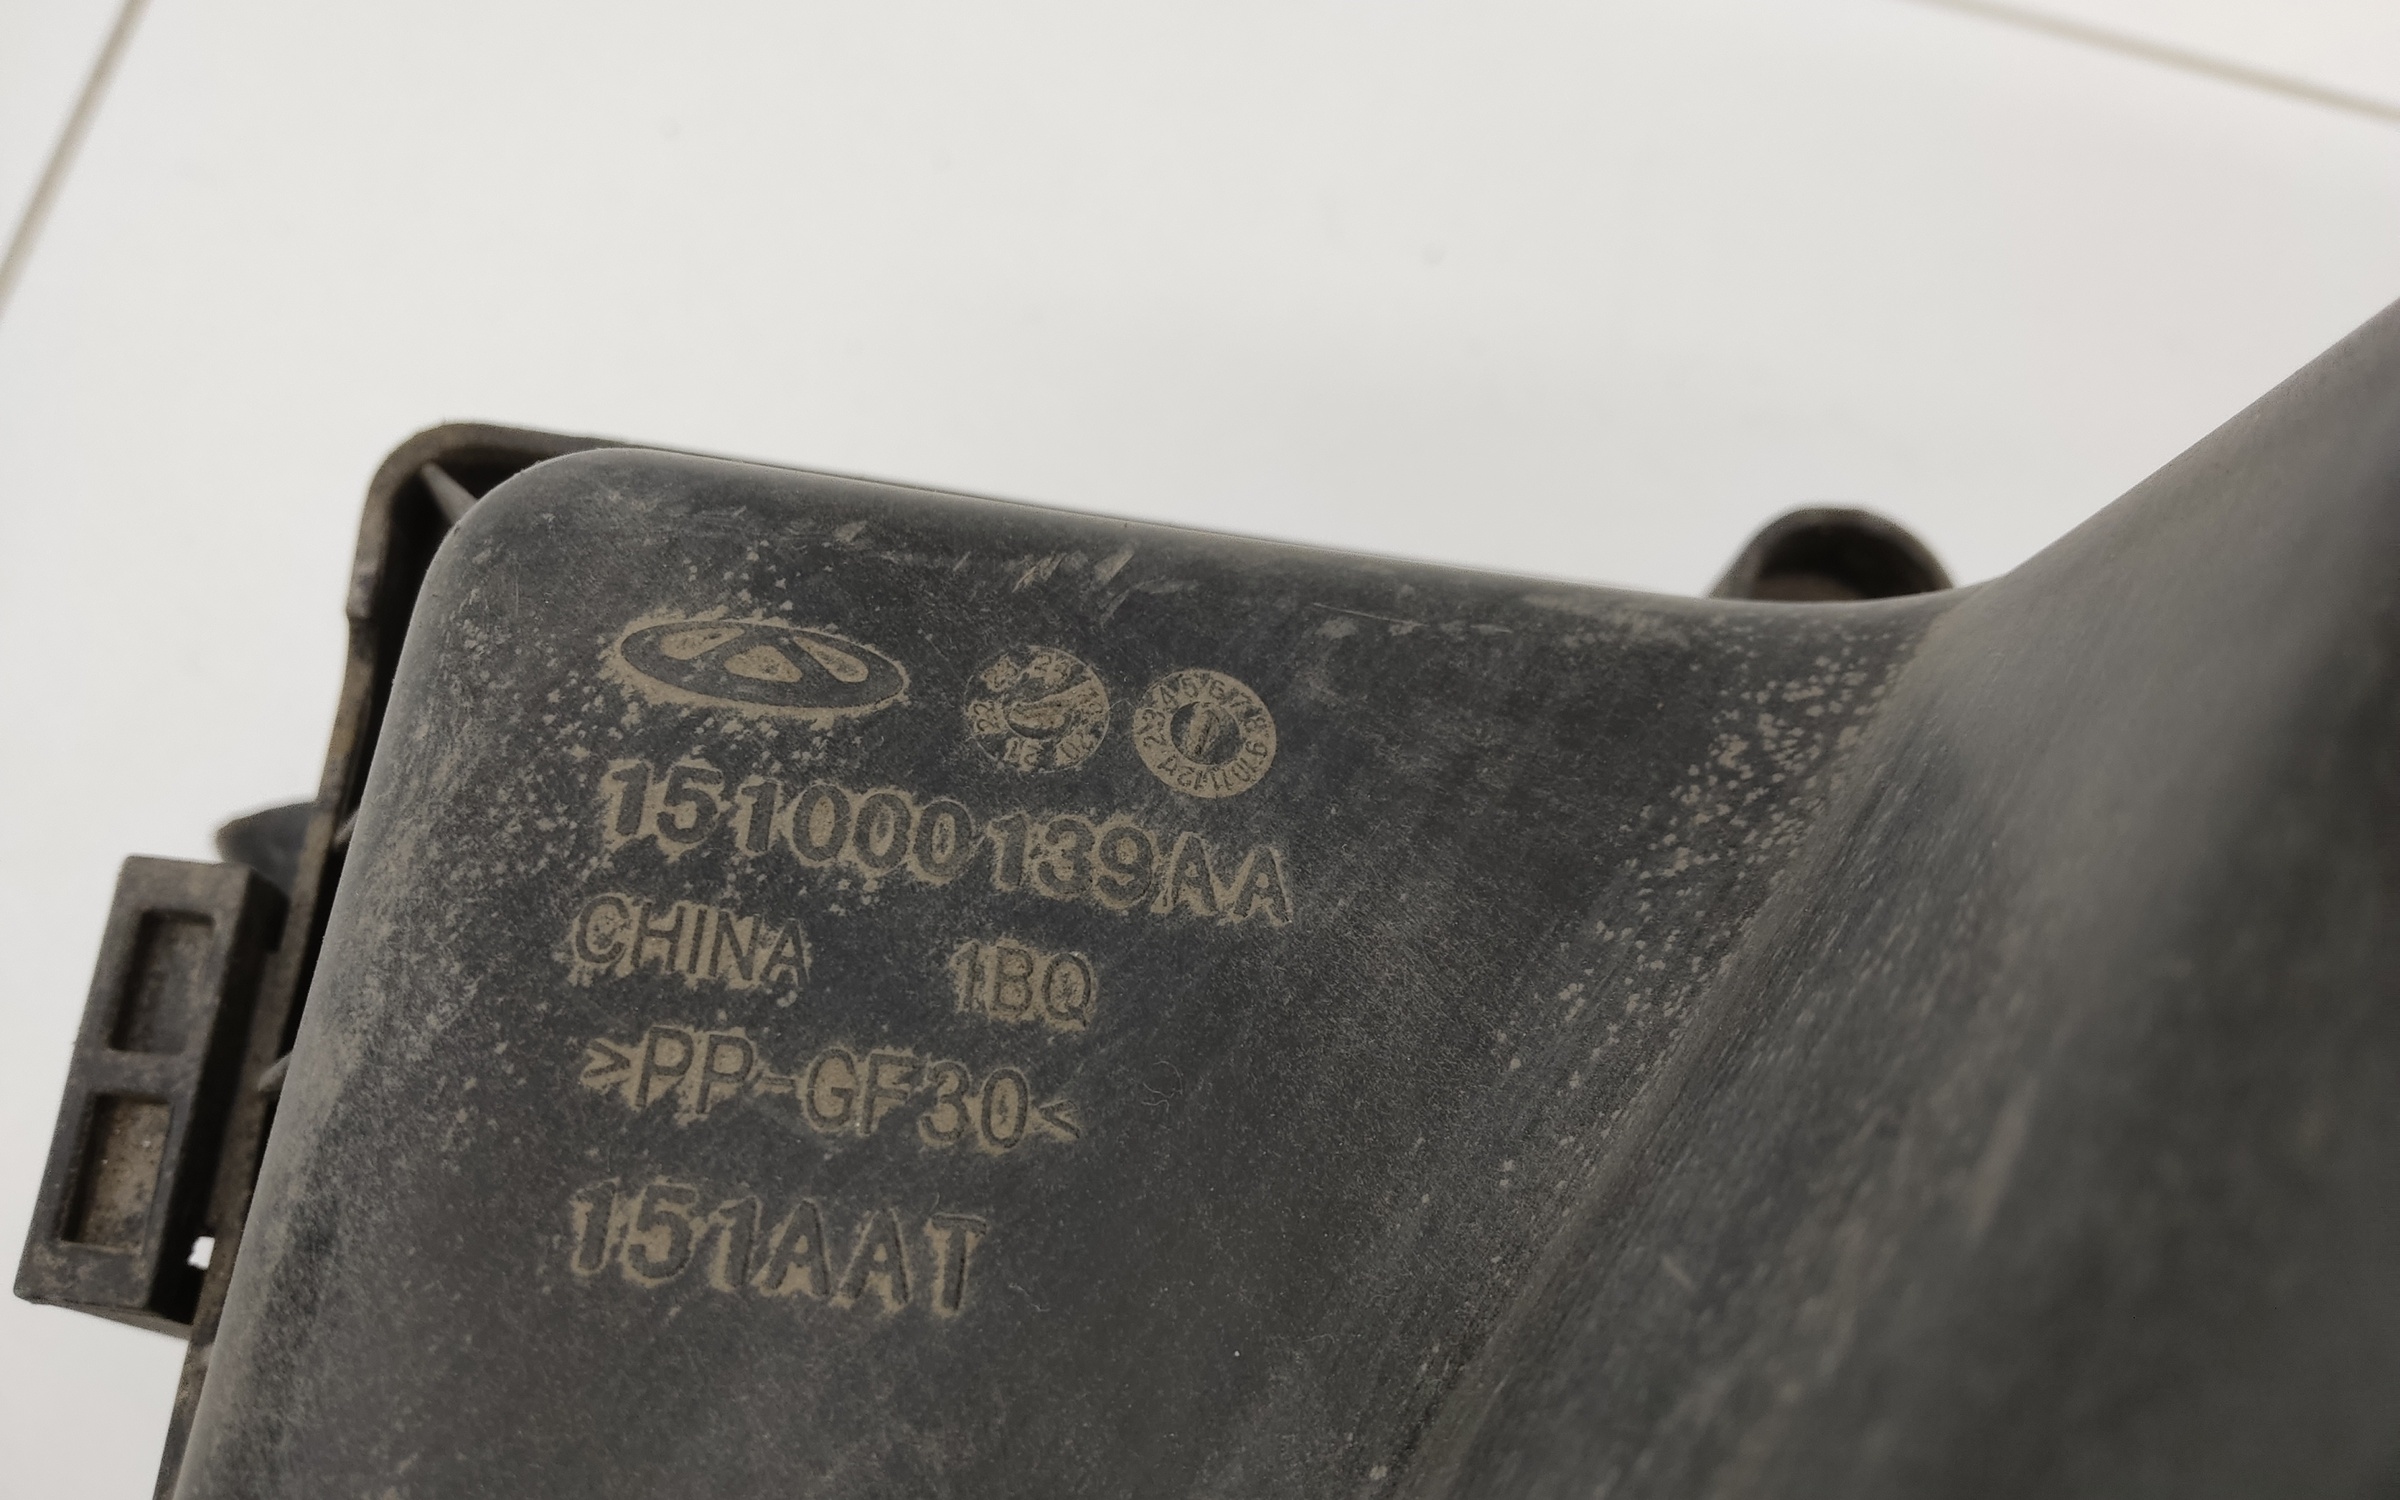 151000139AA
CHINA 1BQ
>PP-GF30<
151AAT